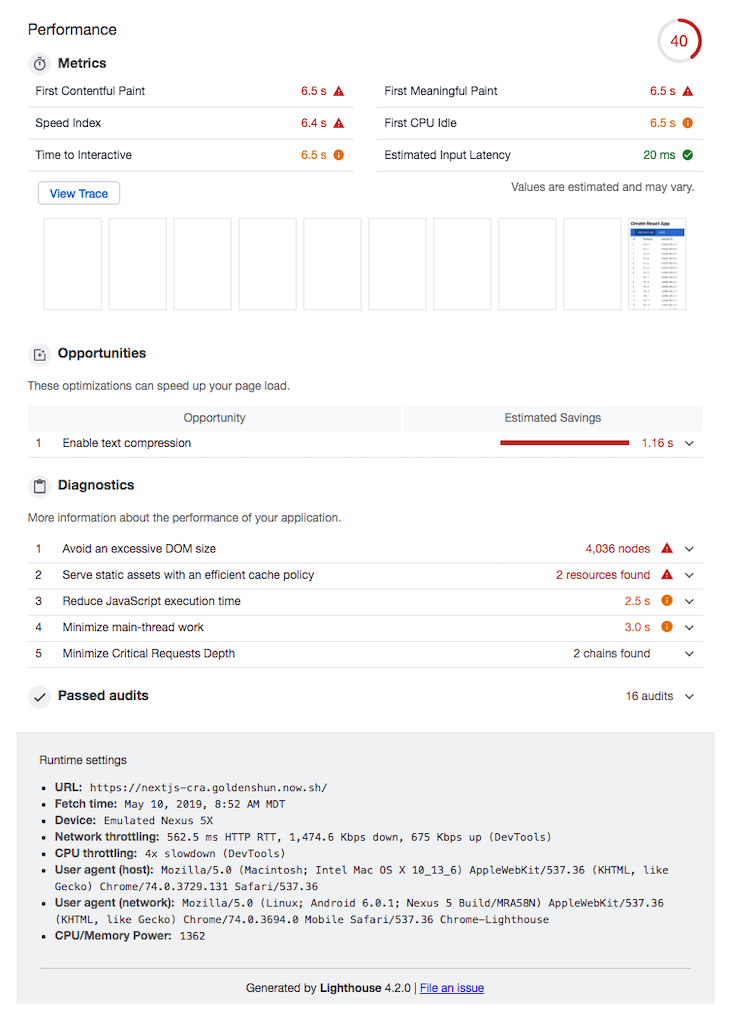 Performance
40
Metrics
First Contentful Paint 6.5 s
First Meaningful Paint 6.5 s
Speed Index 6.4 s
First CPU Idle 6.5 s
Time to Interactive 6.5 s
Estimated Input Latency 20 ms
View Trace
Values are estimated and may vary.
Create React App
Opportunities
These optimizations can speed up your page load.
Opportunity Estimated Savings
1 Enable text compression 1.16 s
Diagnostics
More information about the performance of your application.
1 Avoid an excessive DOM size 4,036 nodes
2 Serve static assets with an efficient cache policy 2 resources found
3 Reduce JavaScript execution time 2.5 s
4 Minimize main-thread work 3.0 s
5 Minimize Critical Requests Depth 2 chains found
Passed audits 16 audits
Runtime settings
URL: https://nextjs-cra.goldenshun.now.sh/
Fetch time: May 10, 2019, 8:52 AM MDT
Device: Emulated Nexus 5X
Network throttling: 562.5 ms HTTP RTT, 1,474.6 Kbps down, 675 Kbps up (DevTools)
CPU throttling: 4x slowdown (DevTools)
User agent (host): Mozilla/5.0 (Macintosh; Intel Mac OS X 10_13_6) AppleWebKit/537.36 (KHTML, like
Gecko) Chrome/74.0.3729.131 Safari/537.36
User agent (network): Mozilla/5.0 (Linux; Android 6.0.1; Nexus 5 Build/MRA58N) AppleWebKit/537.36
(KHTML, like Gecko) Chrome/74.0.3694.0 Mobile Safari/537.36 Chrome-Lighthouse
CPU/Memory Power: 1362
Generated by Lighthouse 4.2.0 | File an issue